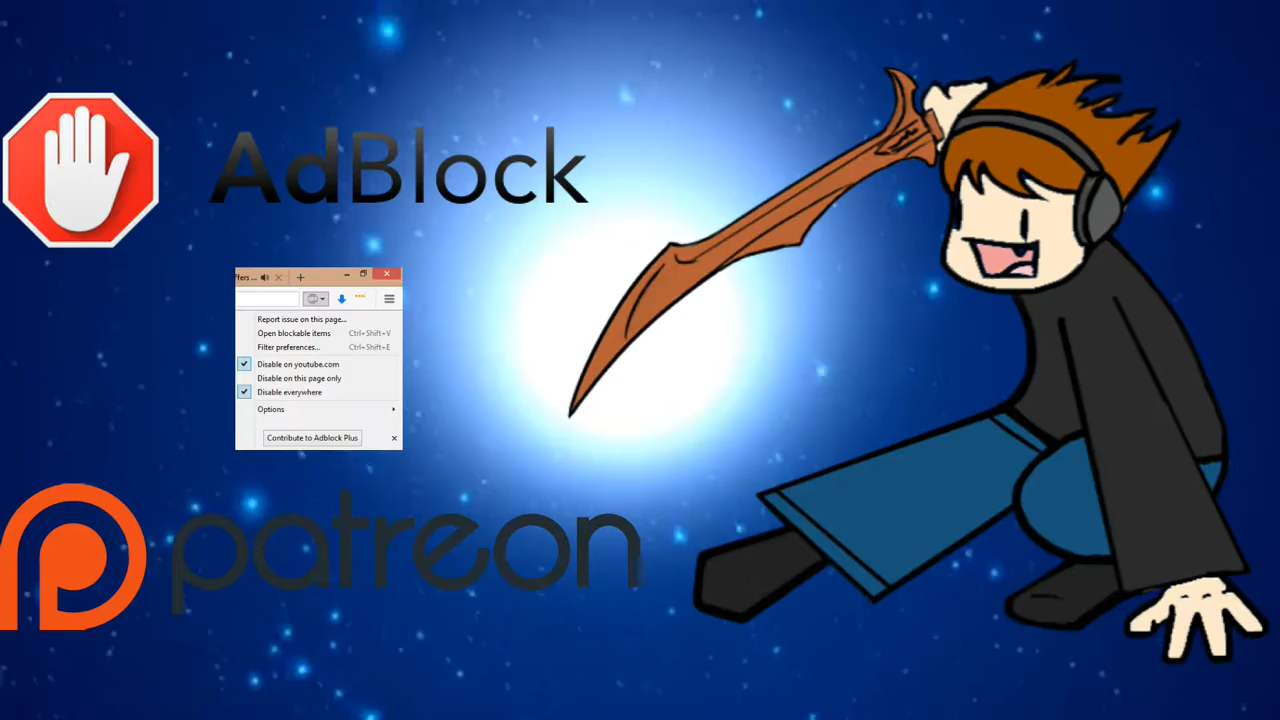 AdBlock
ffers ...
Report issue on this page...
Open blockable items Ctrl+Shift+V
Filter preferences... Ctrl+Shift+E
Disable on youtube.com
Disable on this page only
Disable everywhere
Options
Contribute to Adblock Plus
patreon